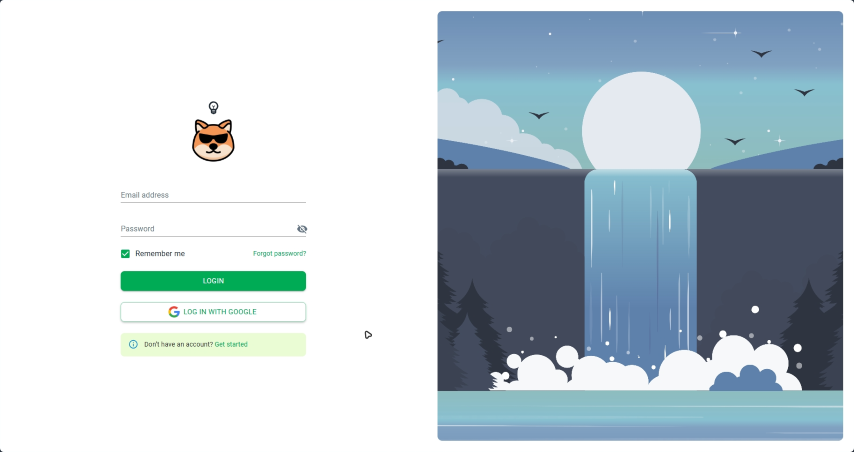 Email address
Password
Remember me
Forgot password?
LOGIN
LOG IN WITH GOOGLE
Don't have an account? Get started